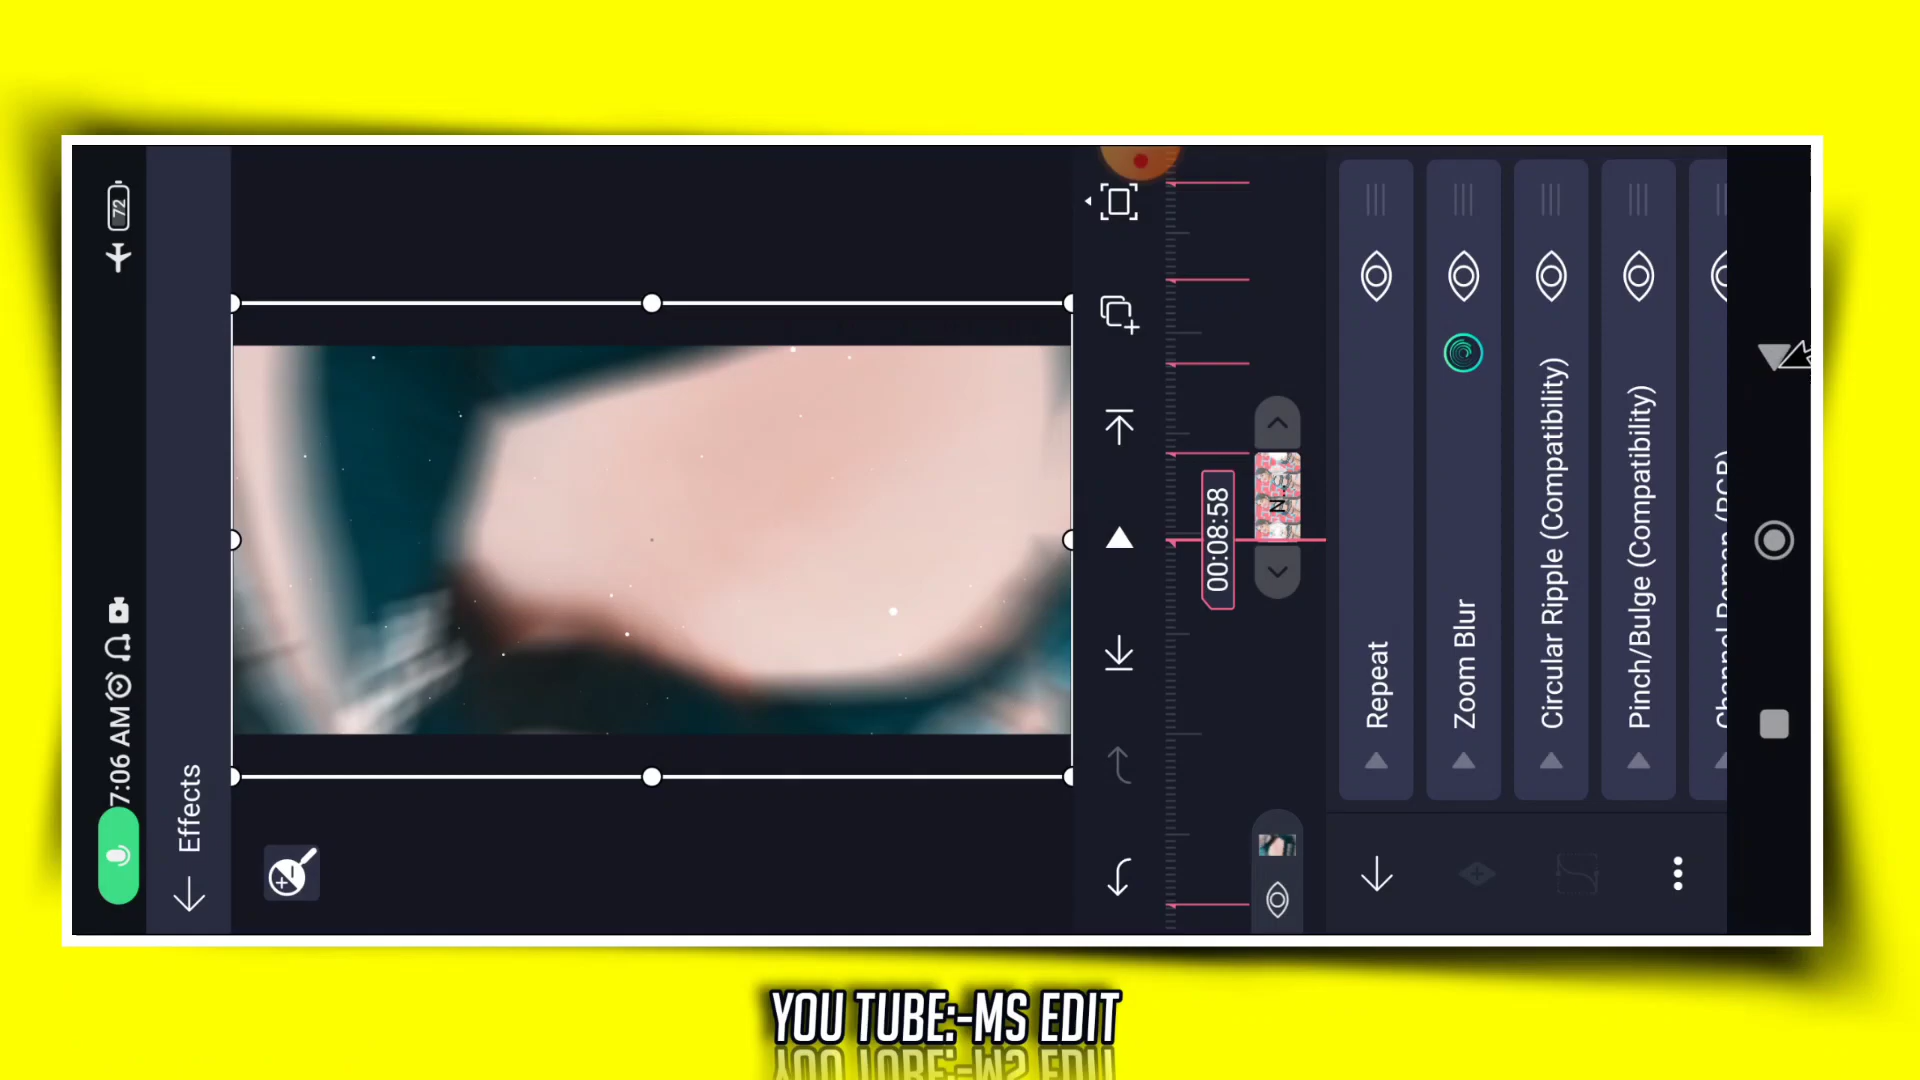 7:06 AM
72
Effects
00:08:58
N
Repeat
Zoom Blur
Circular Ripple (Compatibility)
Pinch/Bulge (Compatibility)
YOU TUBE:-MS EDIT